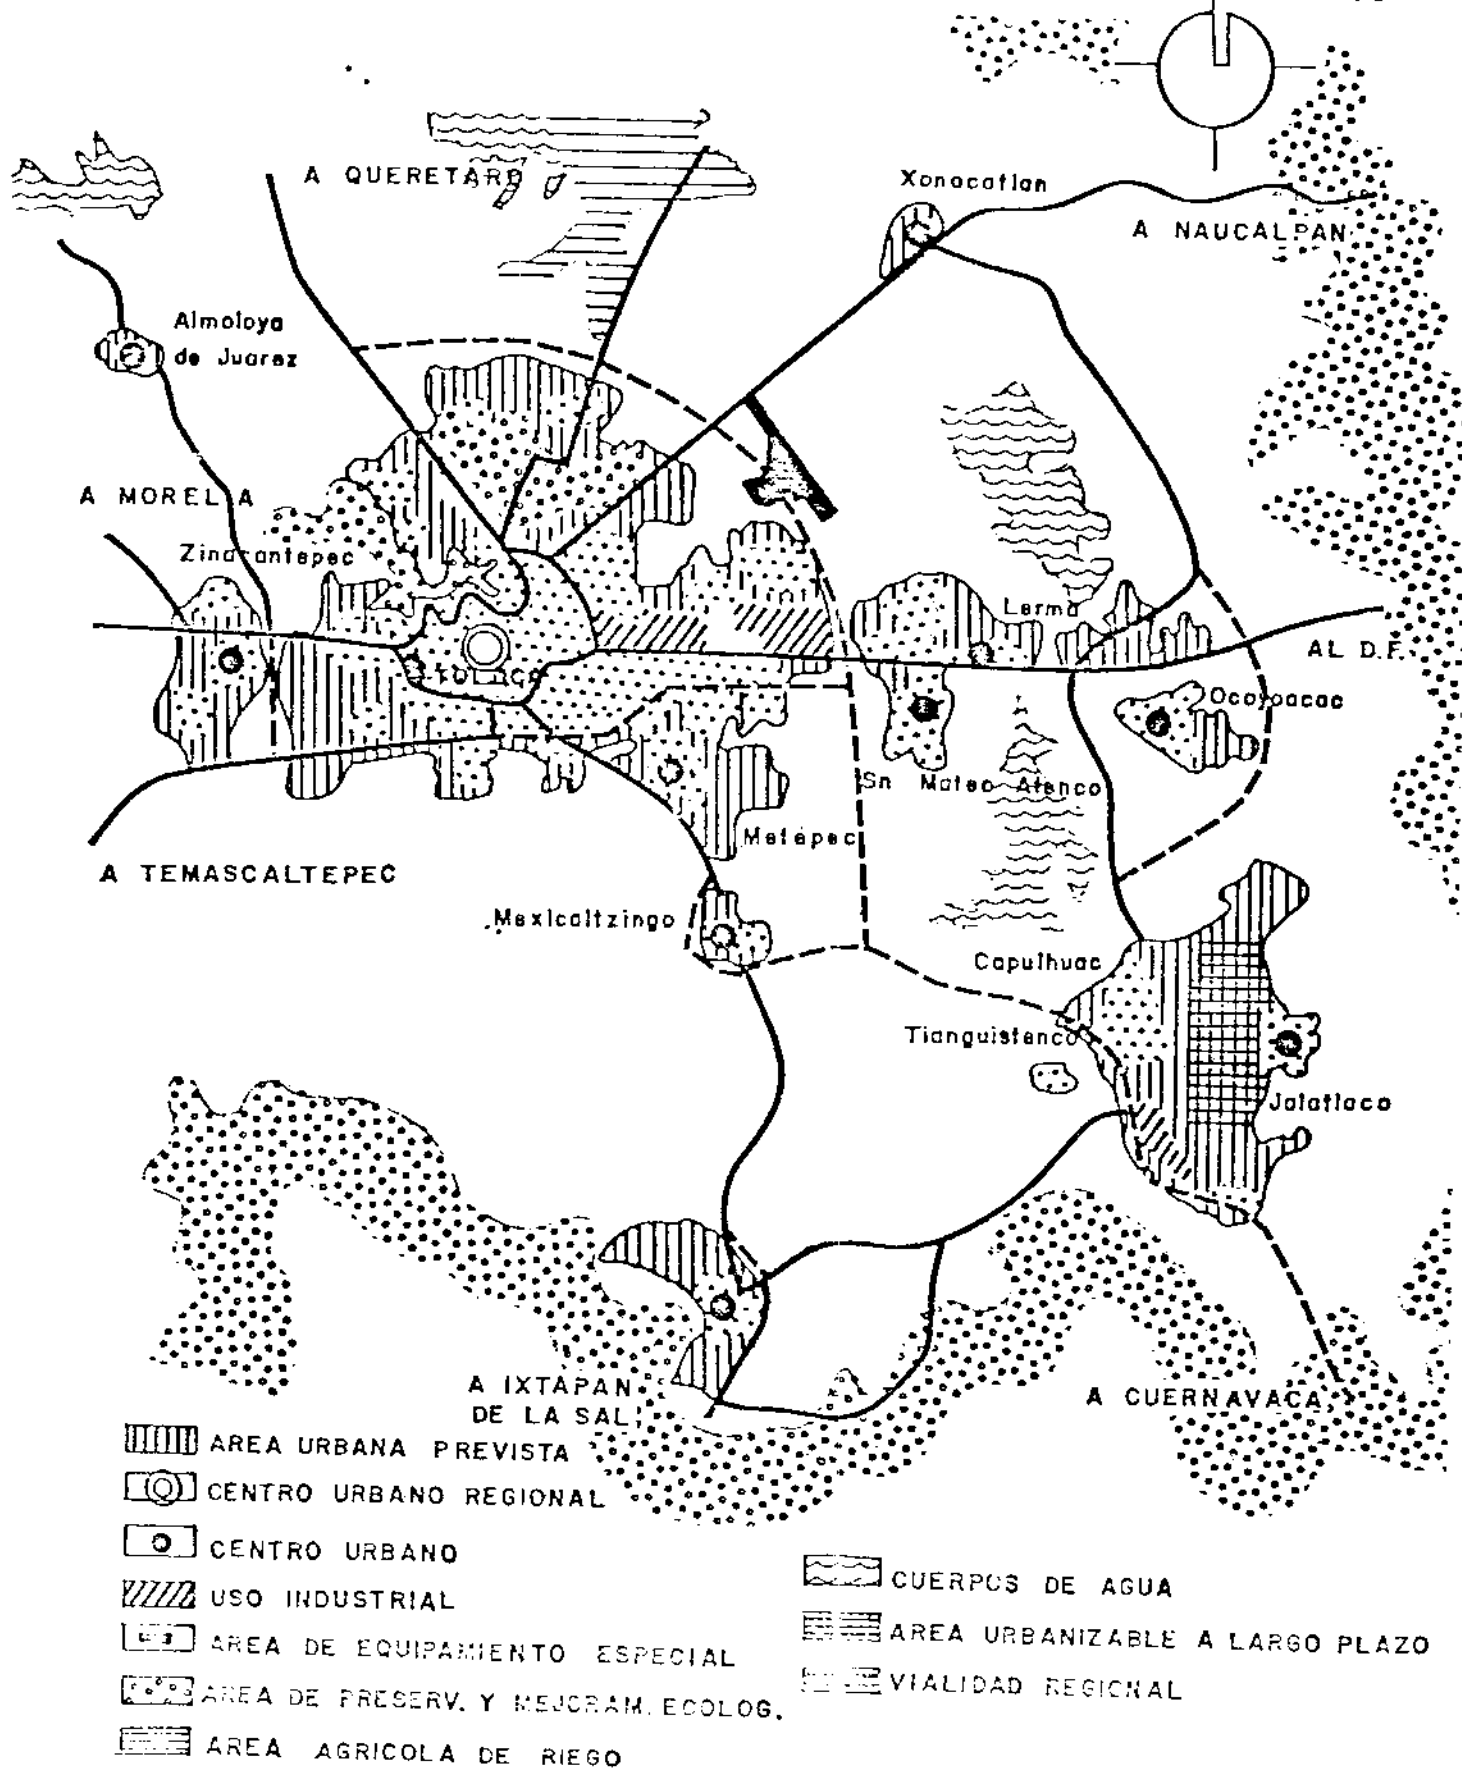 A QUERETARO
Xonacatlan
A NAUCALPAN
Almoloya
de Juarez
A MORELIA
Zinacantepec
Lerma
AL D.F.
TOLUCA
Ocoyoacac
Sn Mateo Atenco
Metepec
A TEMASCALTEPEC
Mexicaltzingo
Capulhuac
Tianguistenco
Jalatlaco
A IXTAPAN
DE LA SAL
A CUERNAVACA
AREA URBANA PREVISTA
CENTRO URBANO REGIONAL
CENTRO URBANO
USO INDUSTRIAL
AREA DE EQUIPAMIENTO ESPECIAL
AREA DE PRESERV. Y MEJORAM. ECOLOG.
AREA AGRICOLA DE RIEGO
CUERPOS DE AGUA
AREA URBANIZABLE A LARGO PLAZO
VIALIDAD REGIONAL